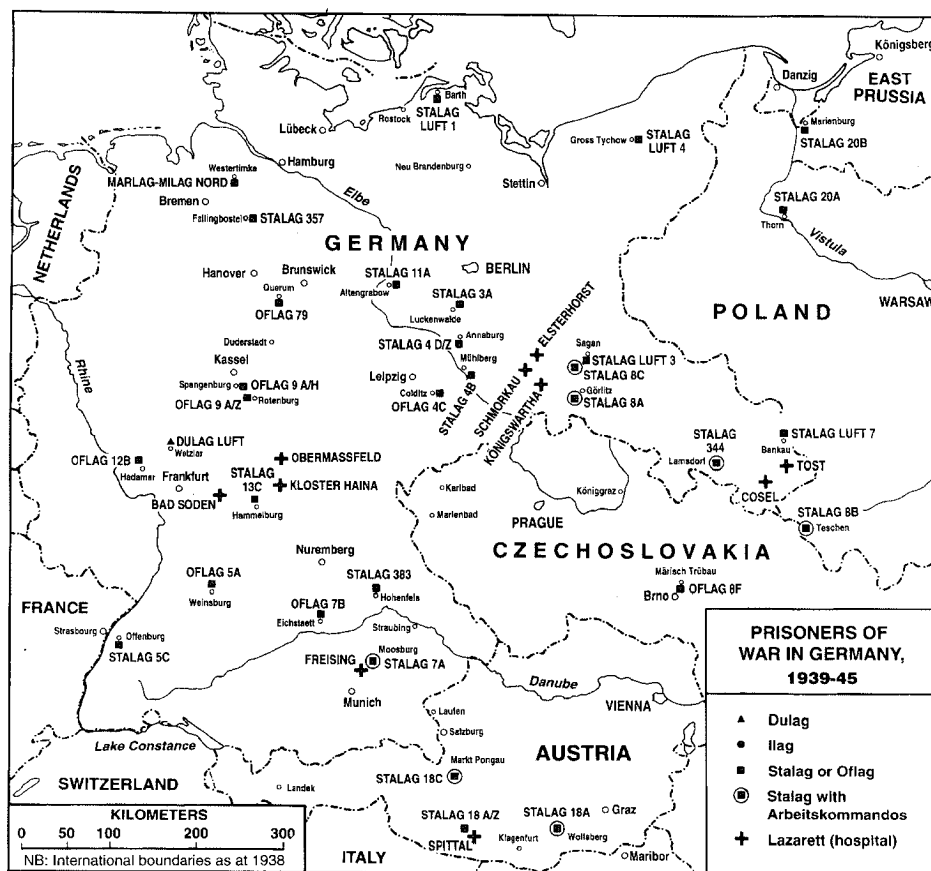 Königsberg
Danzig
EAST
PRUSSIA
Barth
STALAG
LUFT 1
Rostock
Lübeck
Marienburg
STALAG 20B
Gross Tychow
STALAG
LUFT 4
Hamburg
Neu Brandenburg
Stettin
Westertimke
MARLAG-MILAG NORD
Bremen
Elbe
STALAG 20A
Thorn
Vistula
Fallingbostel
STALAG 357
NETHERLANDS
GERMANY
Hanover
Brunswick
STALAG 11A
Altengrabow
BERLIN
WARSAW
Querum
OFLAG 79
STALAG 3A
Luckenwalde
POLAND
Rhine
Duderstadt
Annaburg
STALAG 4 D/Z
Mühlberg
ELSTERHORST
Sagan
STALAG LUFT 3
STALAG 8C
Kassel
Spangenburg
OFLAG 9 A/H
Leipzig
Colditz
OFLAG 4C
STALAG 4B
SCHMORKAU
KÖNIGSWARTHA
Görlitz
STALAG 8A
OFLAG 9 A/Z
Rotenburg
DULAG LUFT
Wetzlar
OFLAG 12B
Hadamar
OBERMASSFELD
STALAG
344
Lamsdorf
STALAG LUFT 7
Bankau
TOST
COSEL
Frankfurt
STALAG
13C
KLOSTER HAINA
BAD SODEN
Hammelburg
Karlbad
Königgraz
Marienbad
PRAGUE
STALAG 8B
Teschen
CZECHOSLOVAKIA
Nuremberg
Märisch Trübau
OFLAG 8F
Brno
OFLAG 5A
Weinsburg
STALAG 383
Hohenfels
FRANCE
OFLAG 7B
Eichstaett
Straubing
Strasbourg
Offenburg
STALAG 5C
Moosburg
FREISING
STALAG 7A
Munich
Danube
VIENNA
Laufen
Salzburg
Lake Constance
AUSTRIA
Markt Pongau
STALAG 18C
SWITZERLAND
Landek
STALAG 18 A/Z
SPITTAL
STALAG 18A
Wolfsberg
Graz
Klagenfurt
Maribor
ITALY
KILOMETERS
0 50 100 200 300
NB: International boundaries as at 1938
PRISONERS OF
WAR IN GERMANY,
1939-45
Dulag
Ilag
Stalag or Oflag
Stalag with
Arbeitskommandos
Lazarett (hospital)